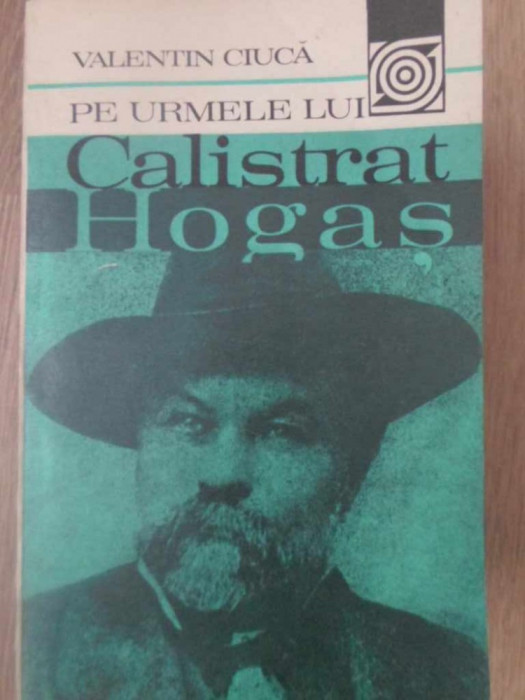 VALENTIN CIUCĂ
PE URMELE LUI
Calistrat
Hogaș